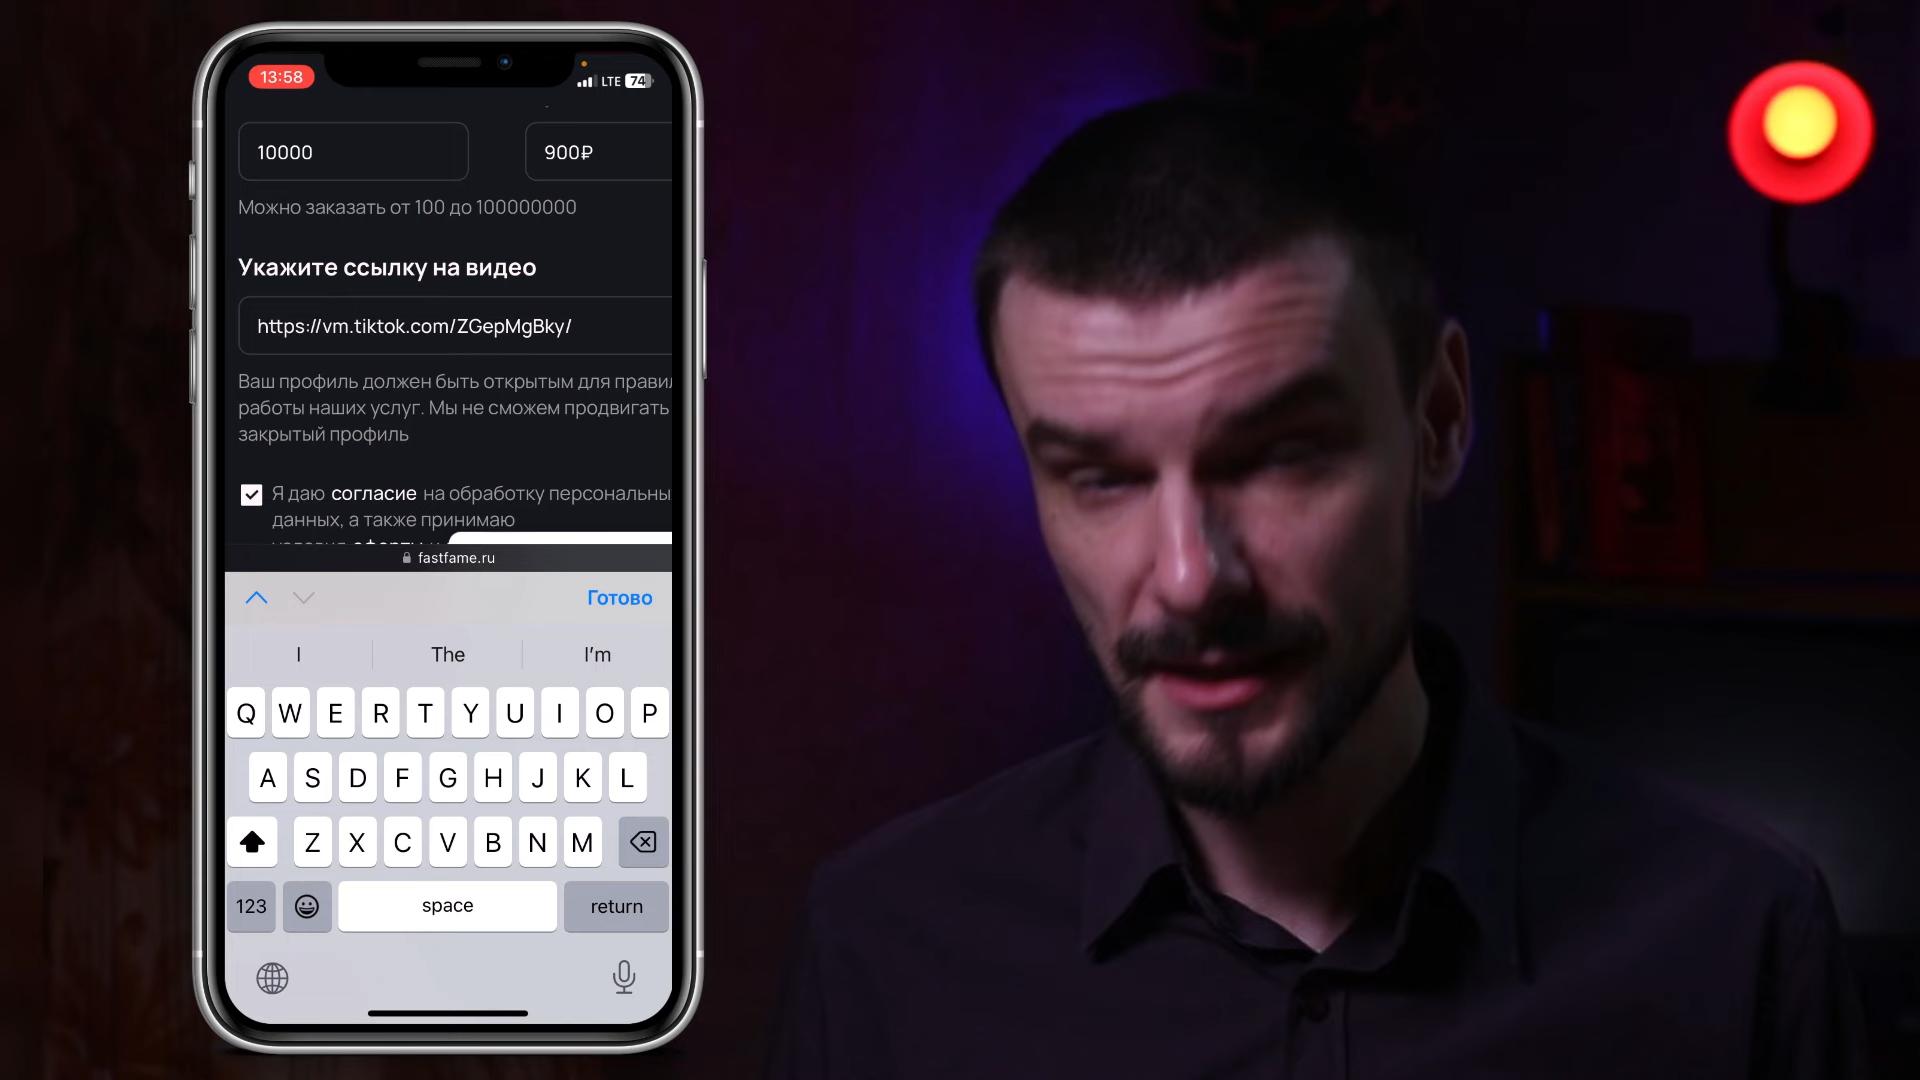 13:58
LTE 74
10000
900₽
Можно заказать от 100 до 100000000
Укажите ссылку на видео
https://vm.tiktok.com/ZGepMgBky/
Ваш профиль должен быть открытым для
работы наших услуг. Мы не сможем продвигать
закрытый профиль
Я даю согласие на обработку
данных, а также принимаю
fastfame.ru
Готово
I The I'm
Q W E R T Y U I O P
A S D F G H J K L
Z X C V B N M
123 space return